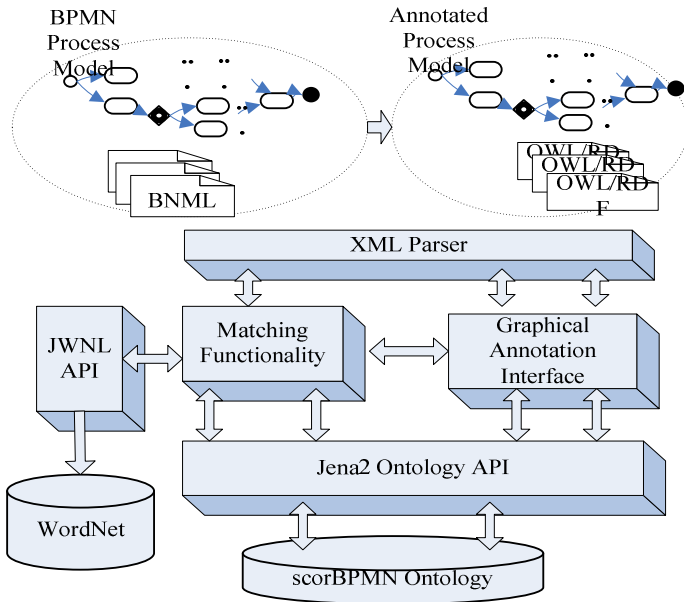 BPMN
Process
Model
Annotated
Process
Model
BNML
OWL/RD
OWL/RD
OWL/RD
F
XML Parser
JWNL
API
Matching
Functionality
Graphical
Annotation
Interface
Jena2 Ontology API
WordNet
scorBPMN Ontology